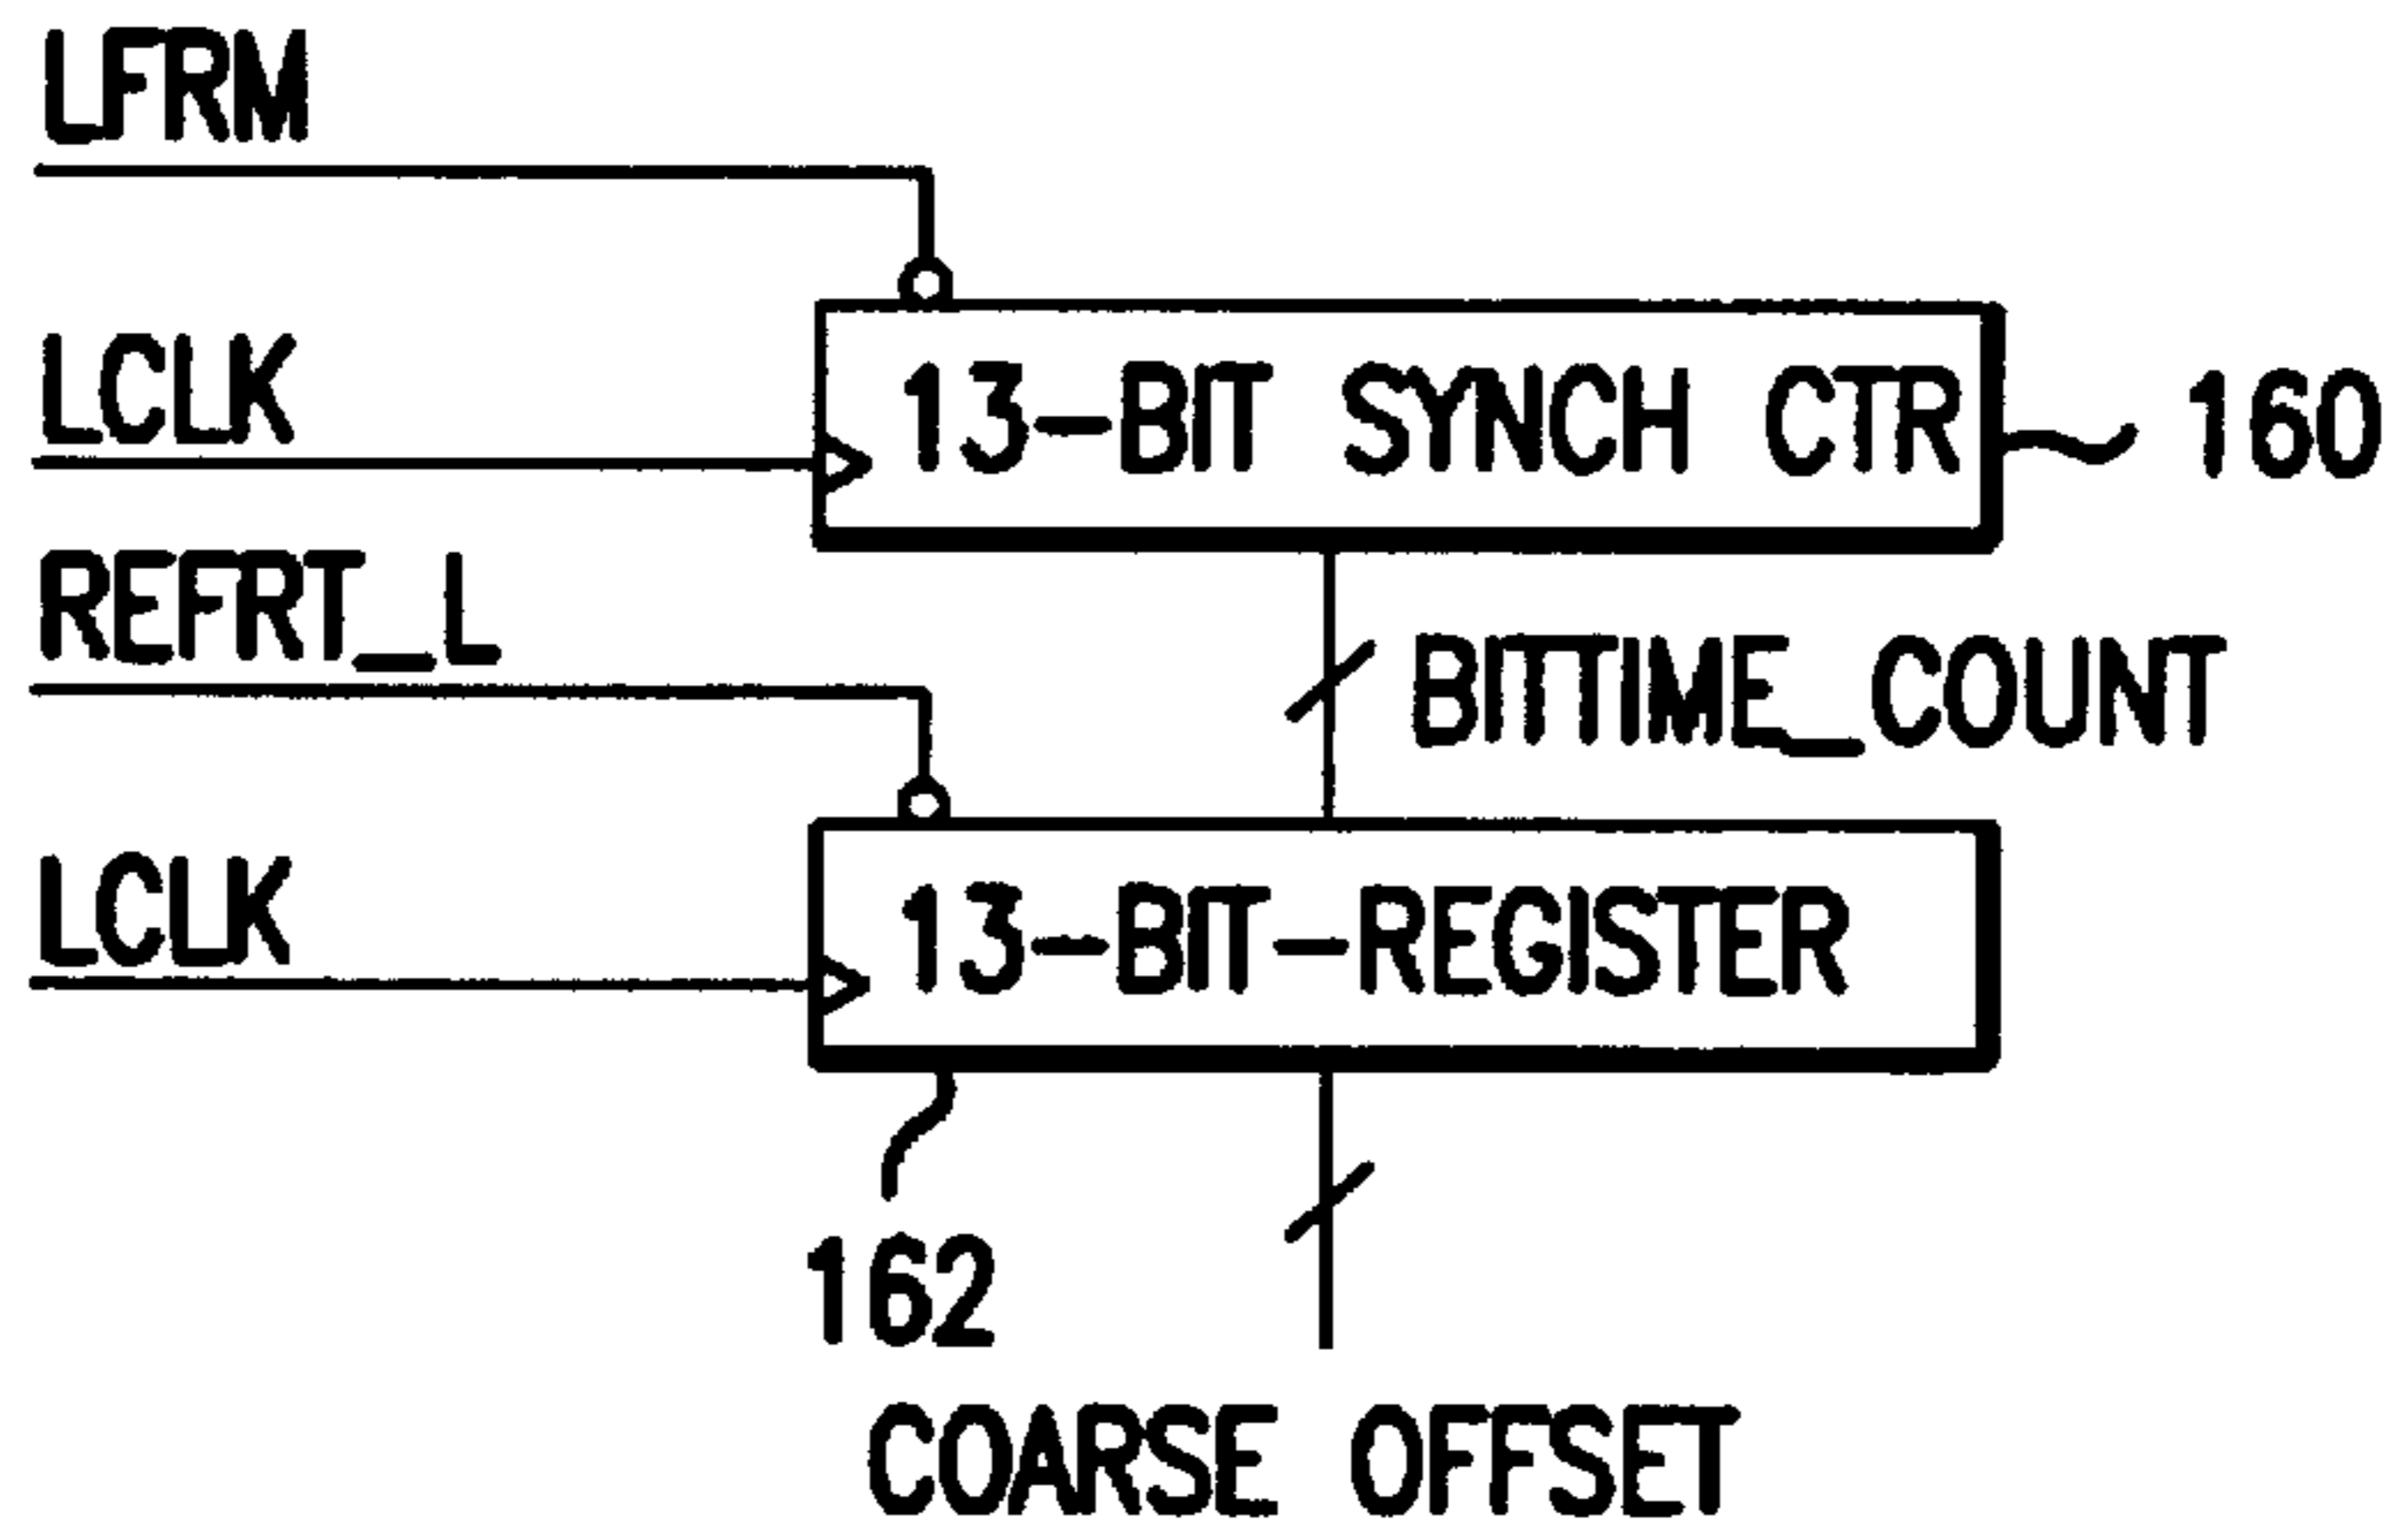 LFRM
LCLK
13-BIT SYNCH CTR
160
REFRT_L
BITTIME_COUNT
LCLK
13-BIT-REGISTER
162
COARSE OFFSET